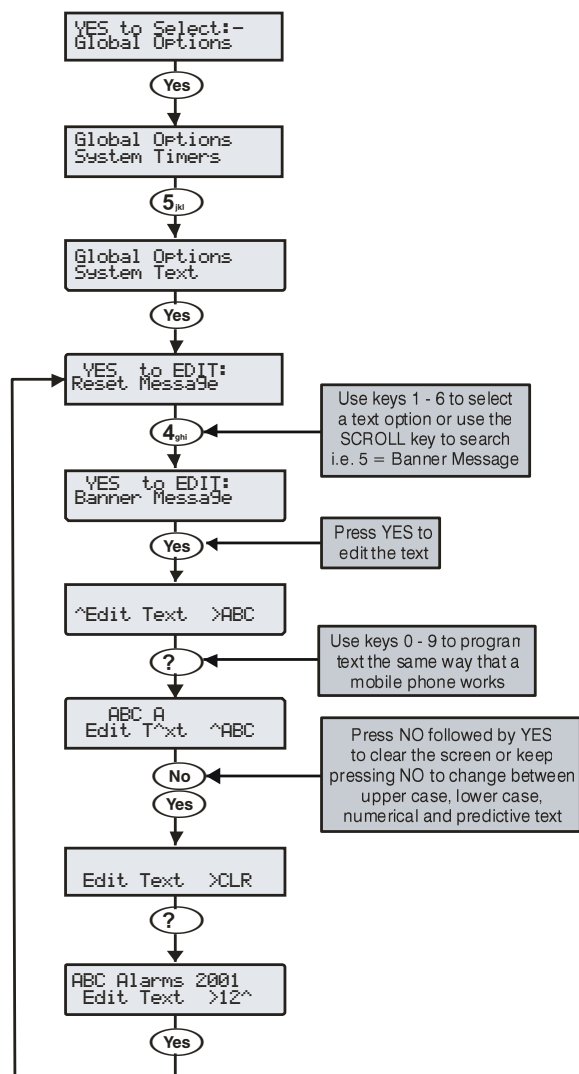 YES to Select:-
Global Options
Yes
Global Options
System Timers
5jkl
Global Options
System Text
Yes
YES to EDIT:
Reset Message
4ghi
Use keys 1 - 6 to select
a text option or use the
SCROLL key to search
i.e. 5 = Banner Message
YES to EDIT:
Banner Message
Yes
Press YES to
edit the text
^Edit Text >ABC
?
Use keys 0 - 9 to program
text the same way that a
mobile phone works
ABC A
Edit T^xt ^ABC
No
Yes
Press NO followed by YES
to clear the screen or keep
pressing NO to change between
upper case, lower case,
numerical and predictive text
Edit Text >CLR
?
ABC Alarms 2001
Edit Text >12^
Yes